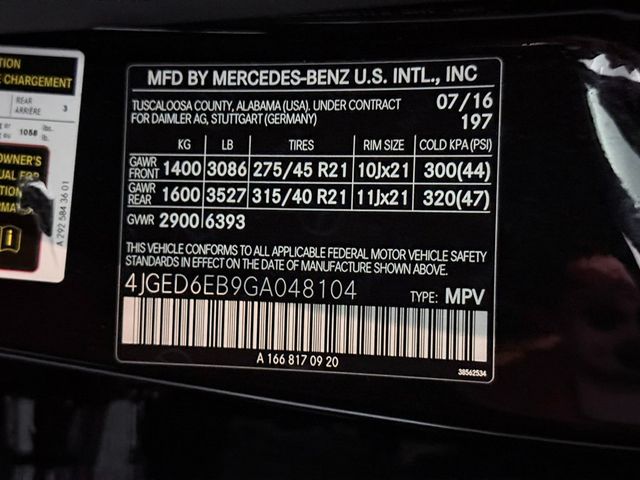 TION
CHARGEMENT
REAR
ARRIÈRE 3
1058 lbs.
OWNER'S
UAL FOR
TION
A 292 584 36 01
MFD BY MERCEDES-BENZ U.S. INTL., INC
TUSCALOOSA COUNTY, ALABAMA (USA). UNDER CONTRACT 07/16
FOR DAIMLER AG, STUTTGART (GERMANY) 197
KG LB TIRES RIM SIZE COLD KPA (PSI)
GAWR FRONT 1400 3086 275/45 R21 10Jx21 300(44)
GAWR REAR 1600 3527 315/40 R21 11Jx21 320(47)
GVWR 2900 6393
THIS VEHICLE CONFORMS TO ALL APPLICABLE FEDERAL MOTOR VEHICLE SAFETY
STANDARDS IN EFFECT ON THE DATE OF MANUFACTURE SHOWN ABOVE.
4JGED6EB9GA048104 TYPE: MPV
A 166 817 09 20
38562534